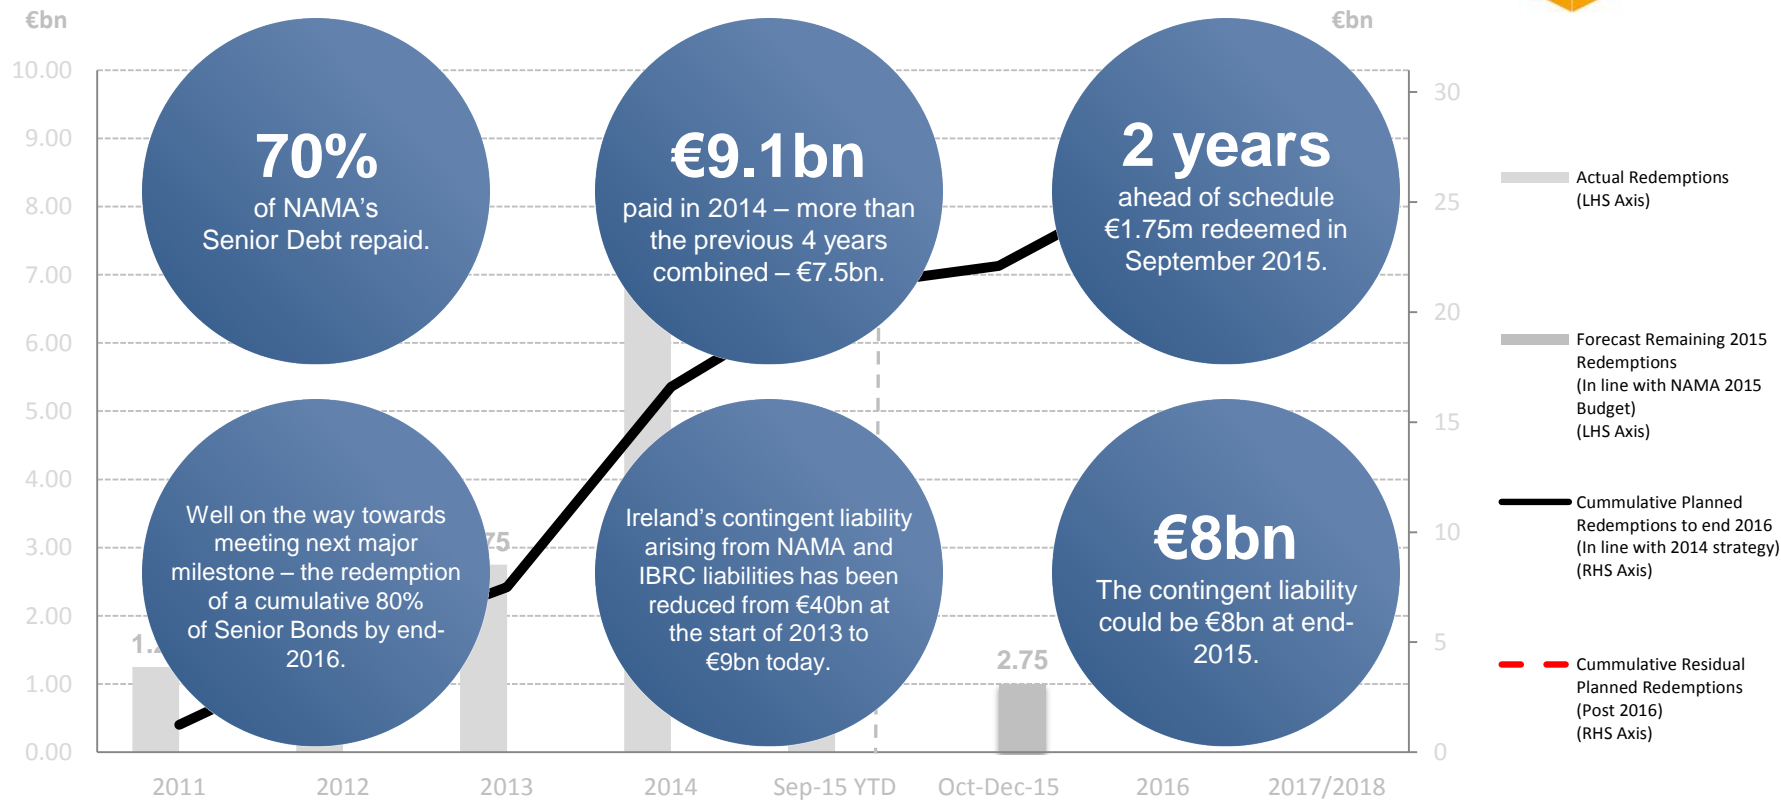 €bn
€bn
10.00
9.00
8.00
7.00
6.00
5.00
4.00
3.00
2.00
1.00
0.00
70%
of NAMA's
Senior Debt repaid.
€9.1bn
paid in 2014 – more than
the previous 4 years
combined – €7.5bn.
2 years
ahead of schedule
€1.75m redeemed in
September 2015.
Well on the way towards
meeting next major
milestone – the redemption
of a cumulative 80%
of Senior Bonds by end-
2016.
Ireland's contingent liability
arising from NAMA and
IBRC liabilities has been
reduced from €40bn at
the start of 2013 to
€9bn today.
€8bn
The contingent liability
could be €8bn at end-
2015.
2.75
30
25
20
15
10
5
0
2011
2012
2013
2014
Sep-15 YTD
Oct-Dec-15
2016
2017/2018
Actual Redemptions
(LHS Axis)
Forecast Remaining 2015
Redemptions
(In line with NAMA 2015
Budget)
(LHS Axis)
Cummulative Planned
Redemptions to end 2016
(In line with 2014 strategy)
(RHS Axis)
Cummulative Residual
Planned Redemptions
(Post 2016)
(RHS Axis)